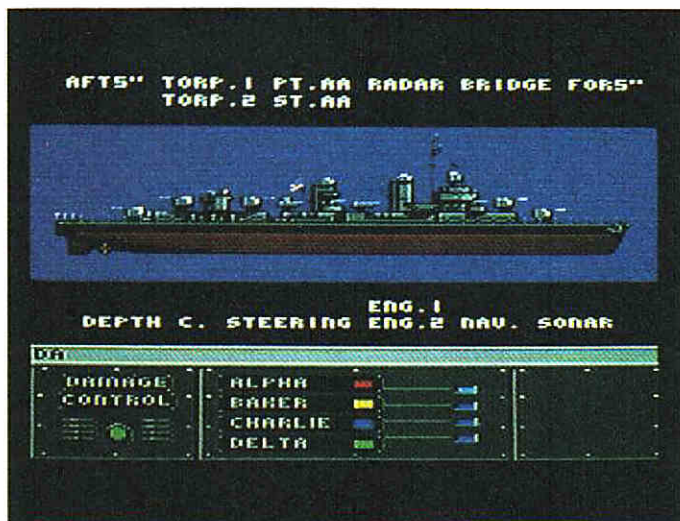 AFT5" TORP.1 PT.AA RADAR BRIDGE FOR5"
TORP.2 ST.AA
ENG.1
DEPTH C. STEERING ENG.2 NAV. SONAR
DA
DAMAGE
CONTROL
ALPHA
BAKER
CHARLIE
DELTA